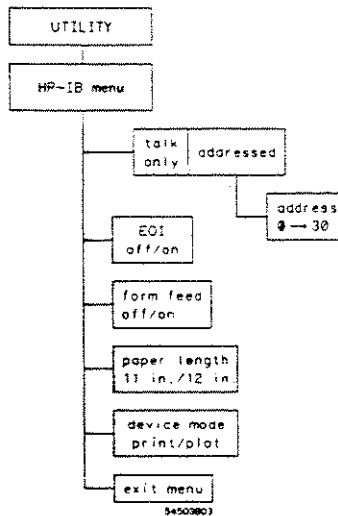 UTILITY
HP-IB menu
talk only
addressed
address
0 → 30
EOI
off/on
form feed
off/on
paper length
11 in./12 in.
device mode
print/plot
exit menu
54503B03